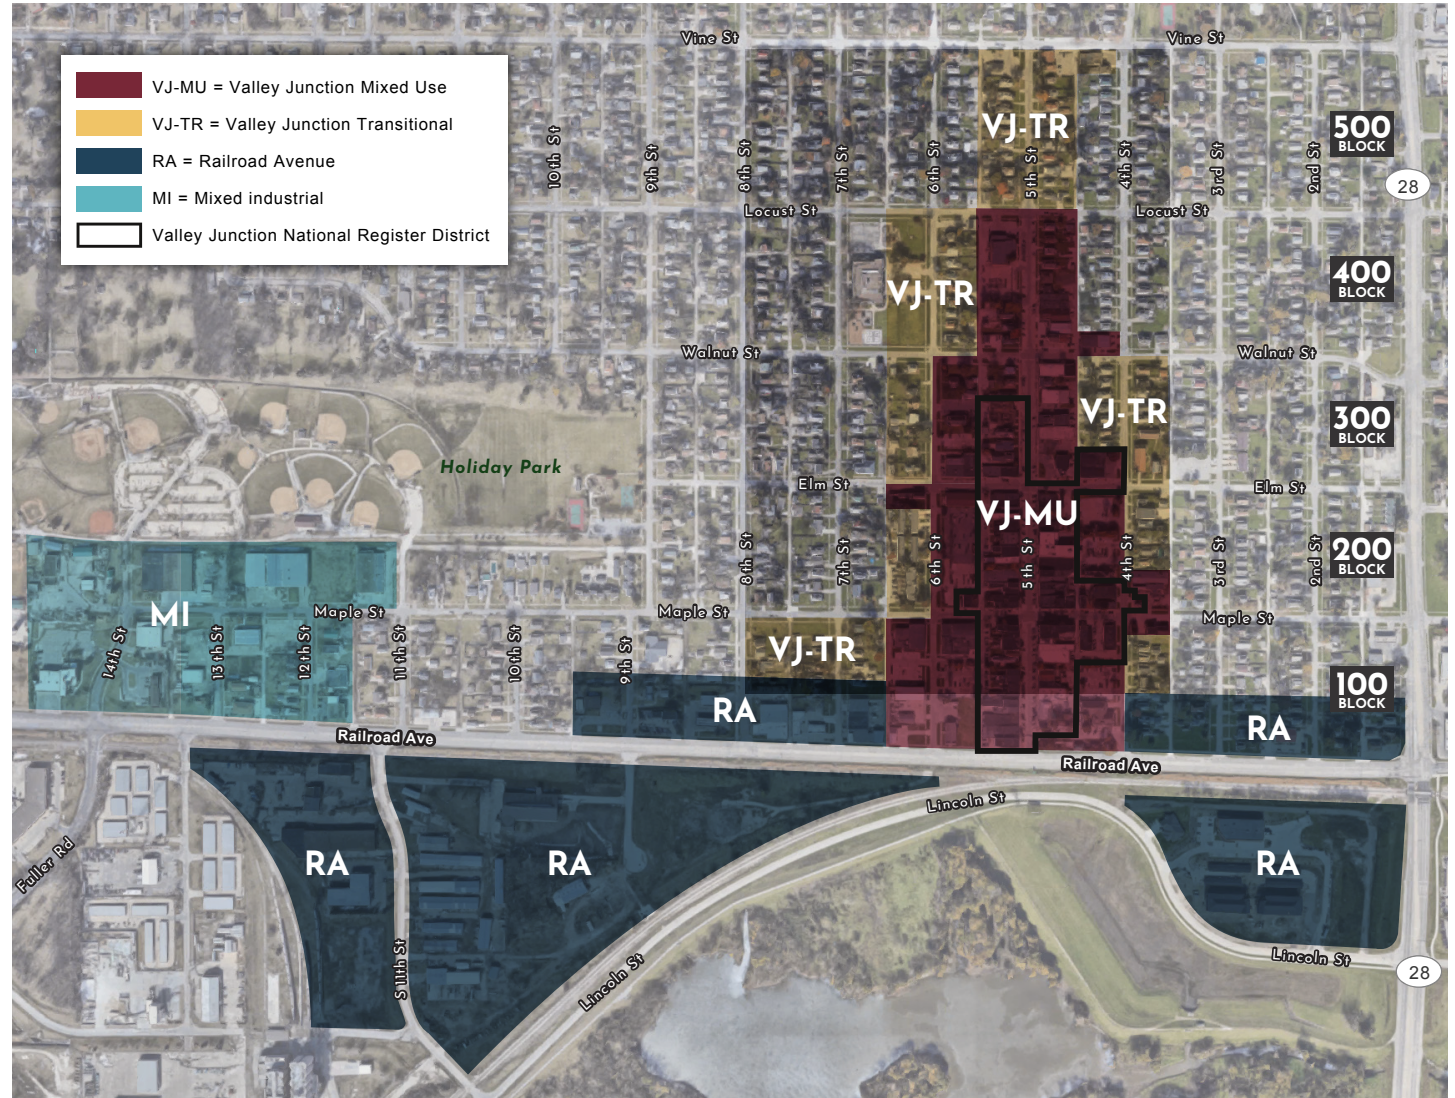 Vine St
Vine St
VJ-MU = Valley Junction Mixed Use
VJ-TR = Valley Junction Transitional
RA = Railroad Avenue
MI = Mixed industrial
Valley Junction National Register District
VJ-TR
500
BLOCK
10th St
9th St
8th St
7th St
6th St
5th St
4th St
3rd St
2nd St
28
Locust St
Locust St
400
BLOCK
VJ-TR
Walnut St
Walnut St
VJ-TR
300
BLOCK
Holiday Park
Elm St
Elm St
VJ-MU
200
BLOCK
8th St
7th St
6th St
5th St
4th St
3rd St
2nd St
MI
Maple St
Maple St
Maple St
14th St
13th St
12th St
11th St
10th St
9th St
VJ-TR
100
BLOCK
RA
RA
Railroad Ave
Railroad Ave
Lincoln St
Fuller Rd
RA
RA
RA
S 11th St
Lincoln St
Lincoln St
28